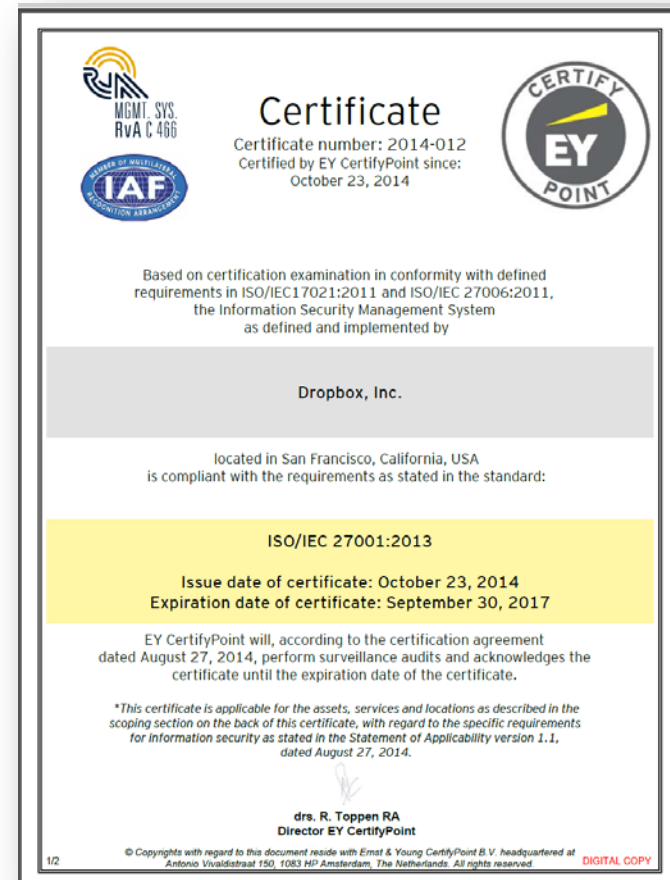 MGMT. SYS.
RvA C 466
MEMBER OF MULTILATERAL
IAF
RECOGNITION ARRANGEMENT
Certificate
Certificate number: 2014-012
Certified by EY CertifyPoint since:
October 23, 2014
CERTIFY
EY
POINT
Based on certification examination in conformity with defined
requirements in ISO/IEC17021:2011 and ISO/IEC 27006:2011,
the Information Security Management System
as defined and implemented by
Dropbox, Inc.
located in San Francisco, California, USA
is compliant with the requirements as stated in the standard:
ISO/IEC 27001:2013
Issue date of certificate: October 23, 2014
Expiration date of certificate: September 30, 2017
EY CertifyPoint will, according to the certification agreement
dated August 27, 2014, perform surveillance audits and acknowledges the
certificate until the expiration date of the certificate.
*This certificate is applicable for the assets, services and locations as described in the
scoping section on the back of this certificate, with regard to the specific requirements
for information security as stated in the Statement of Applicability version 1.1,
dated August 27, 2014.
drs. R. Toppen RA
Director EY CertifyPoint
© Copyrights with regard to this document reside with Ernst & Young CertifyPoint B.V. headquartered at
Antonio Vivaldistraat 150, 1083 HP Amsterdam, The Netherlands. All rights reserved.
1/2
DIGITAL COPY